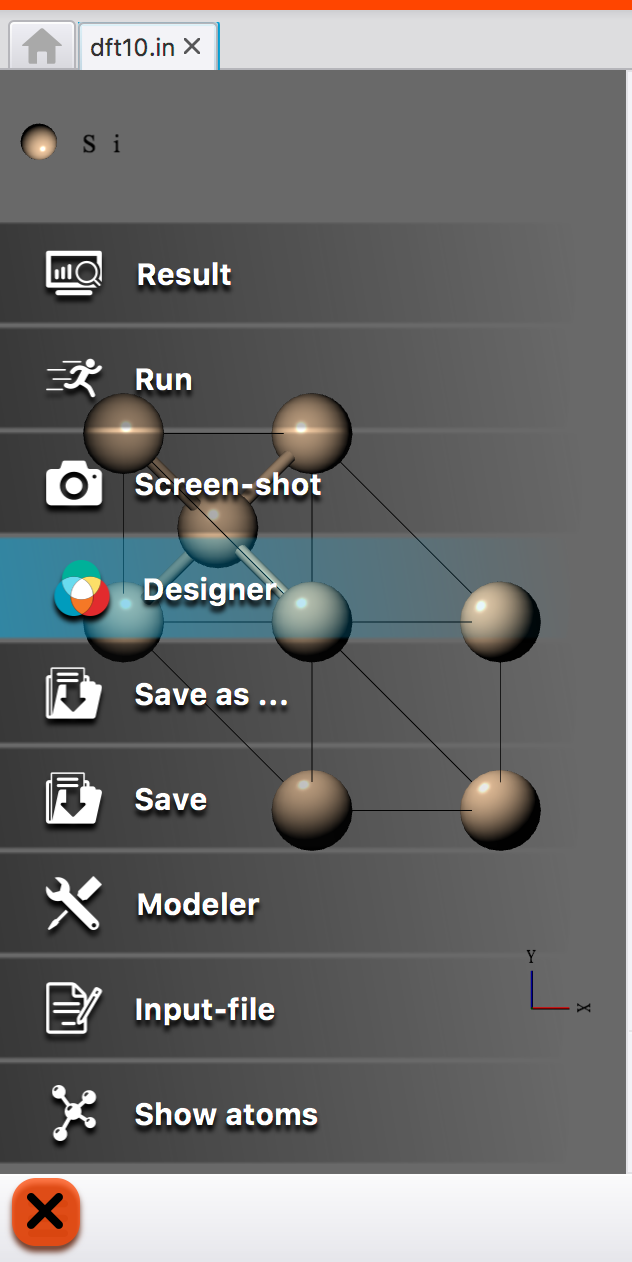 dft10.in
S i
Result
Run
Screen-shot
Designer
Save as ...
Save
Modeler
Y
X
Input-file
Show atoms